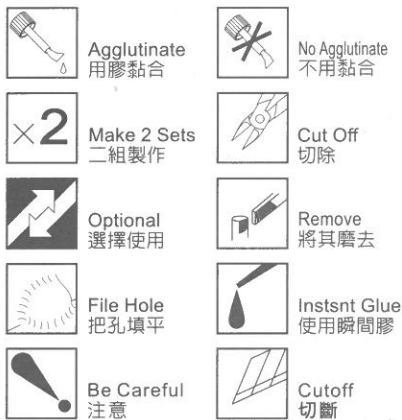 Agglutinate
用膠黏合
No Agglutinate
不用黏合
×2
Make 2 Sets
二組製作
Cut Off
切除
Optional
選擇使用
Remove
將其磨去
File Hole
把孔填平
Instsnt Glue
使用瞬間膠
Be Careful
注意
Cutoff
切斷